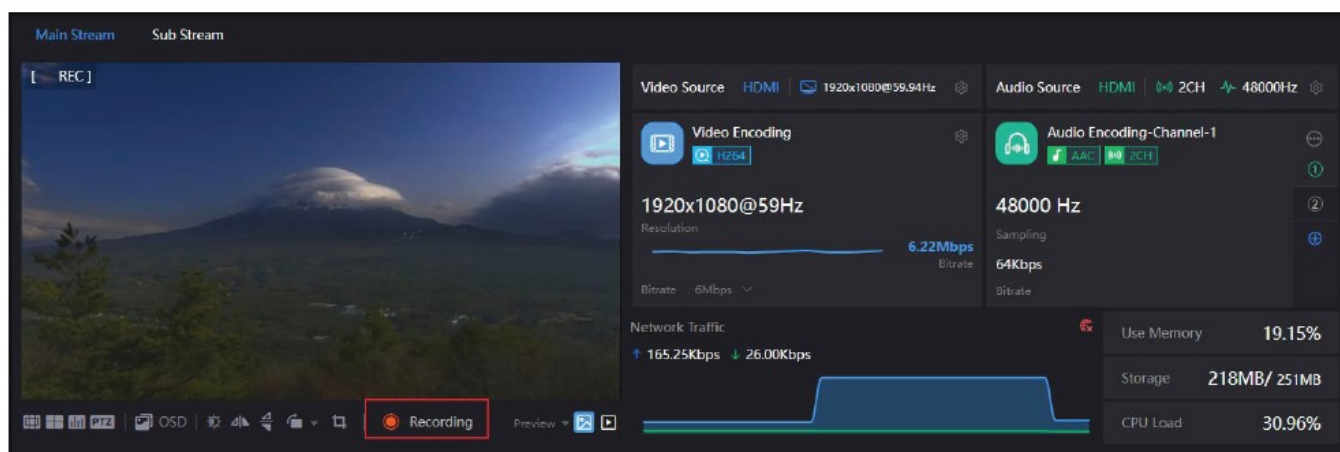 Main Stream Sub Stream
[ REC ]
Video Source HDMI 1920x1080@59.94Hz
Audio Source HDMI 2CH 48000Hz
Video Encoding
H264
1920x1080@59Hz
Resolution
6.22Mbps
Bitrate
Bitrate 6Mbps
Audio Encoding-Channel-1
AAC 2CH
1
2
48000 Hz
Sampling
64Kbps
Bitrate
Network Traffic
165.25Kbps 26.00Kbps
Use Memory 19.15%
Storage 218MB/ 251MB
CPU Load 30.96%
PTZ OSD Recording Preview